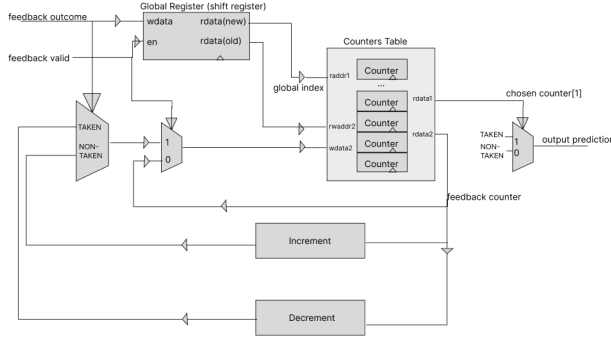 Global Register (shift register)
feedback outcome
wdata
rdata(new)
en
rdata(old)
feedback valid
Counters Table
raddr1
Counter
...
global index
rdata1
chosen counter[1]
Counter
TAKEN
rwaddr2
Counter
rdata2
TAKEN
1
output prediction
NON-
TAKEN
1
0
wdata2
Counter
NON-
TAKEN
0
Counter
feedback counter
Increment
Decrement